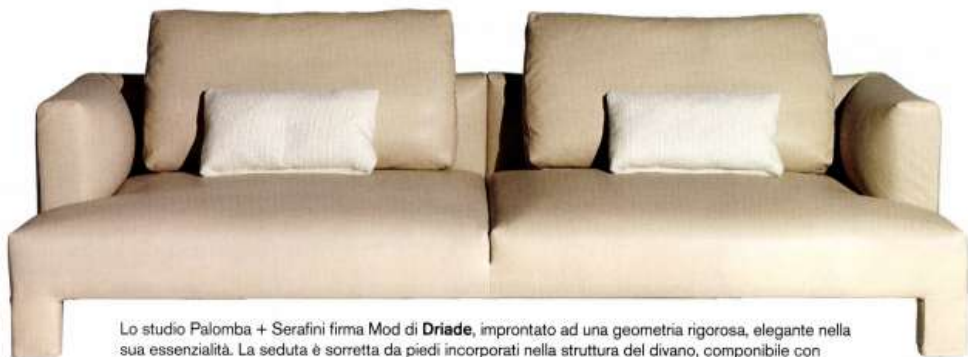 Lo studio Palomba + Serafini firma Mod di Driade, improntato ad una geometria rigorosa, elegante nella
sua essenzialità. La seduta è sorretta da piedi incorporati nella struttura del divano, componibile con